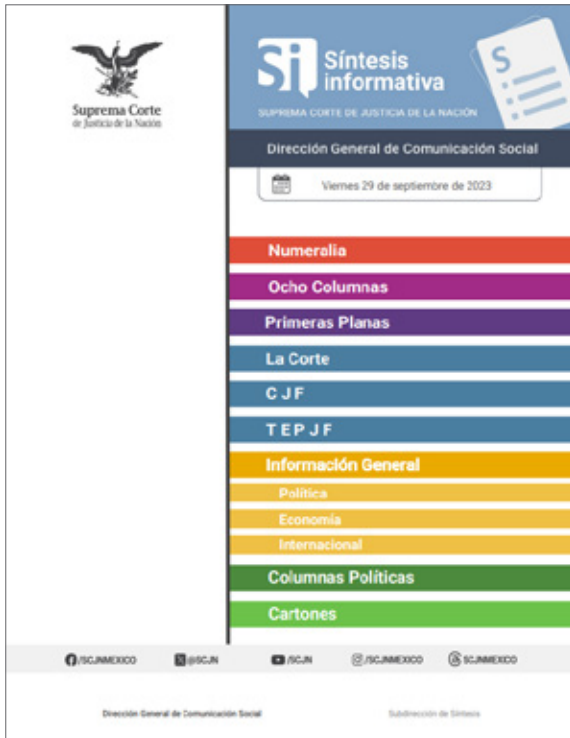 Suprema Corte
de Justicia de la Nación
Si
Síntesis
informativa
S
SUPREMA CORTE DE JUSTICIA DE LA NACIÓN
Dirección General de Comunicación Social
Viernes 29 de septiembre de 2023
Numeralia
Ocho Columnas
Primeras Planas
La Corte
C J F
T E P J F
Información General
Política
Economía
Internacional
Columnas Políticas
Cartones
/SCJNMEXICO @SCJN /SCJN /SCJNMEXICO SCJNMEXICO
Dirección General de Comunicación Social
Subdirección de Síntesis